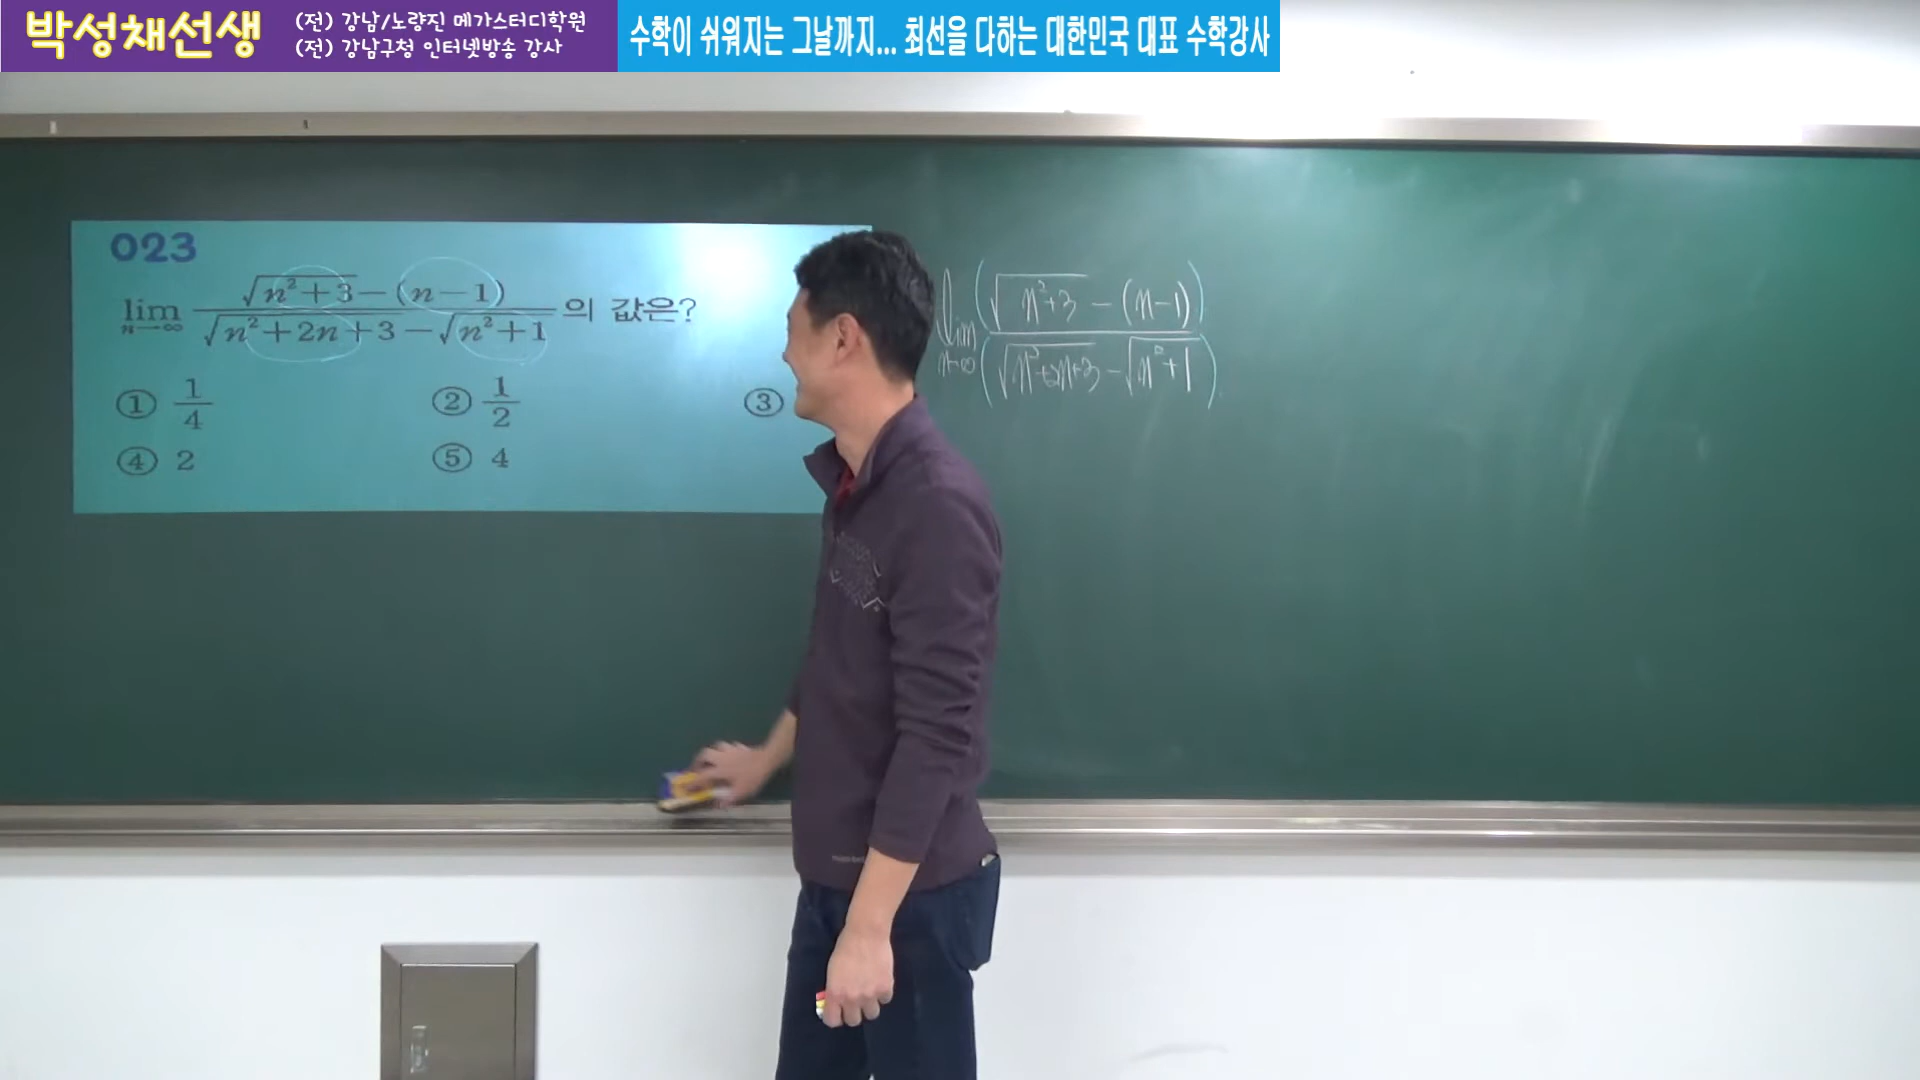 박성채선생
(전) 강남/노량진 메가스터디학원
(전) 강남구청 인터넷방송 강사
수학이 쉬워지는 그날까지... 최선을 다하는 대한민국 대표 수학강사
023
lim n→∞ (√(n²+3) − (n−1)) / (√(n²+2n+3) − √(n²+1)) 의 값은?
① 1/4 ② 1/2 ③
④ 2 ⑤ 4
lim n→∞ (√(n²+3) − (n−1)) / (√(n²+2n+3) − √(n²+1))